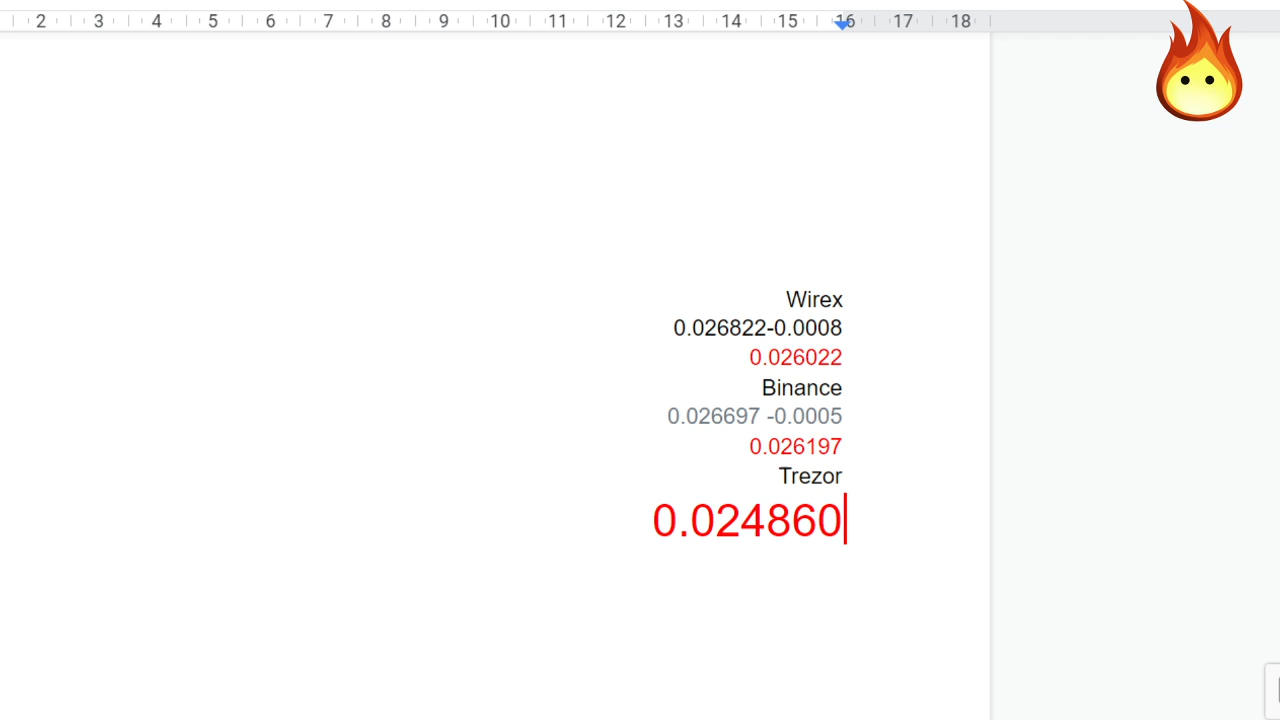 2 3 4 5 6 7 8 9 10 11 12 13 14 15 16 17 18
Wirex
0.026822-0.0008
0.026022
Binance
0.026697 -0.0005
0.026197
Trezor
0.024860